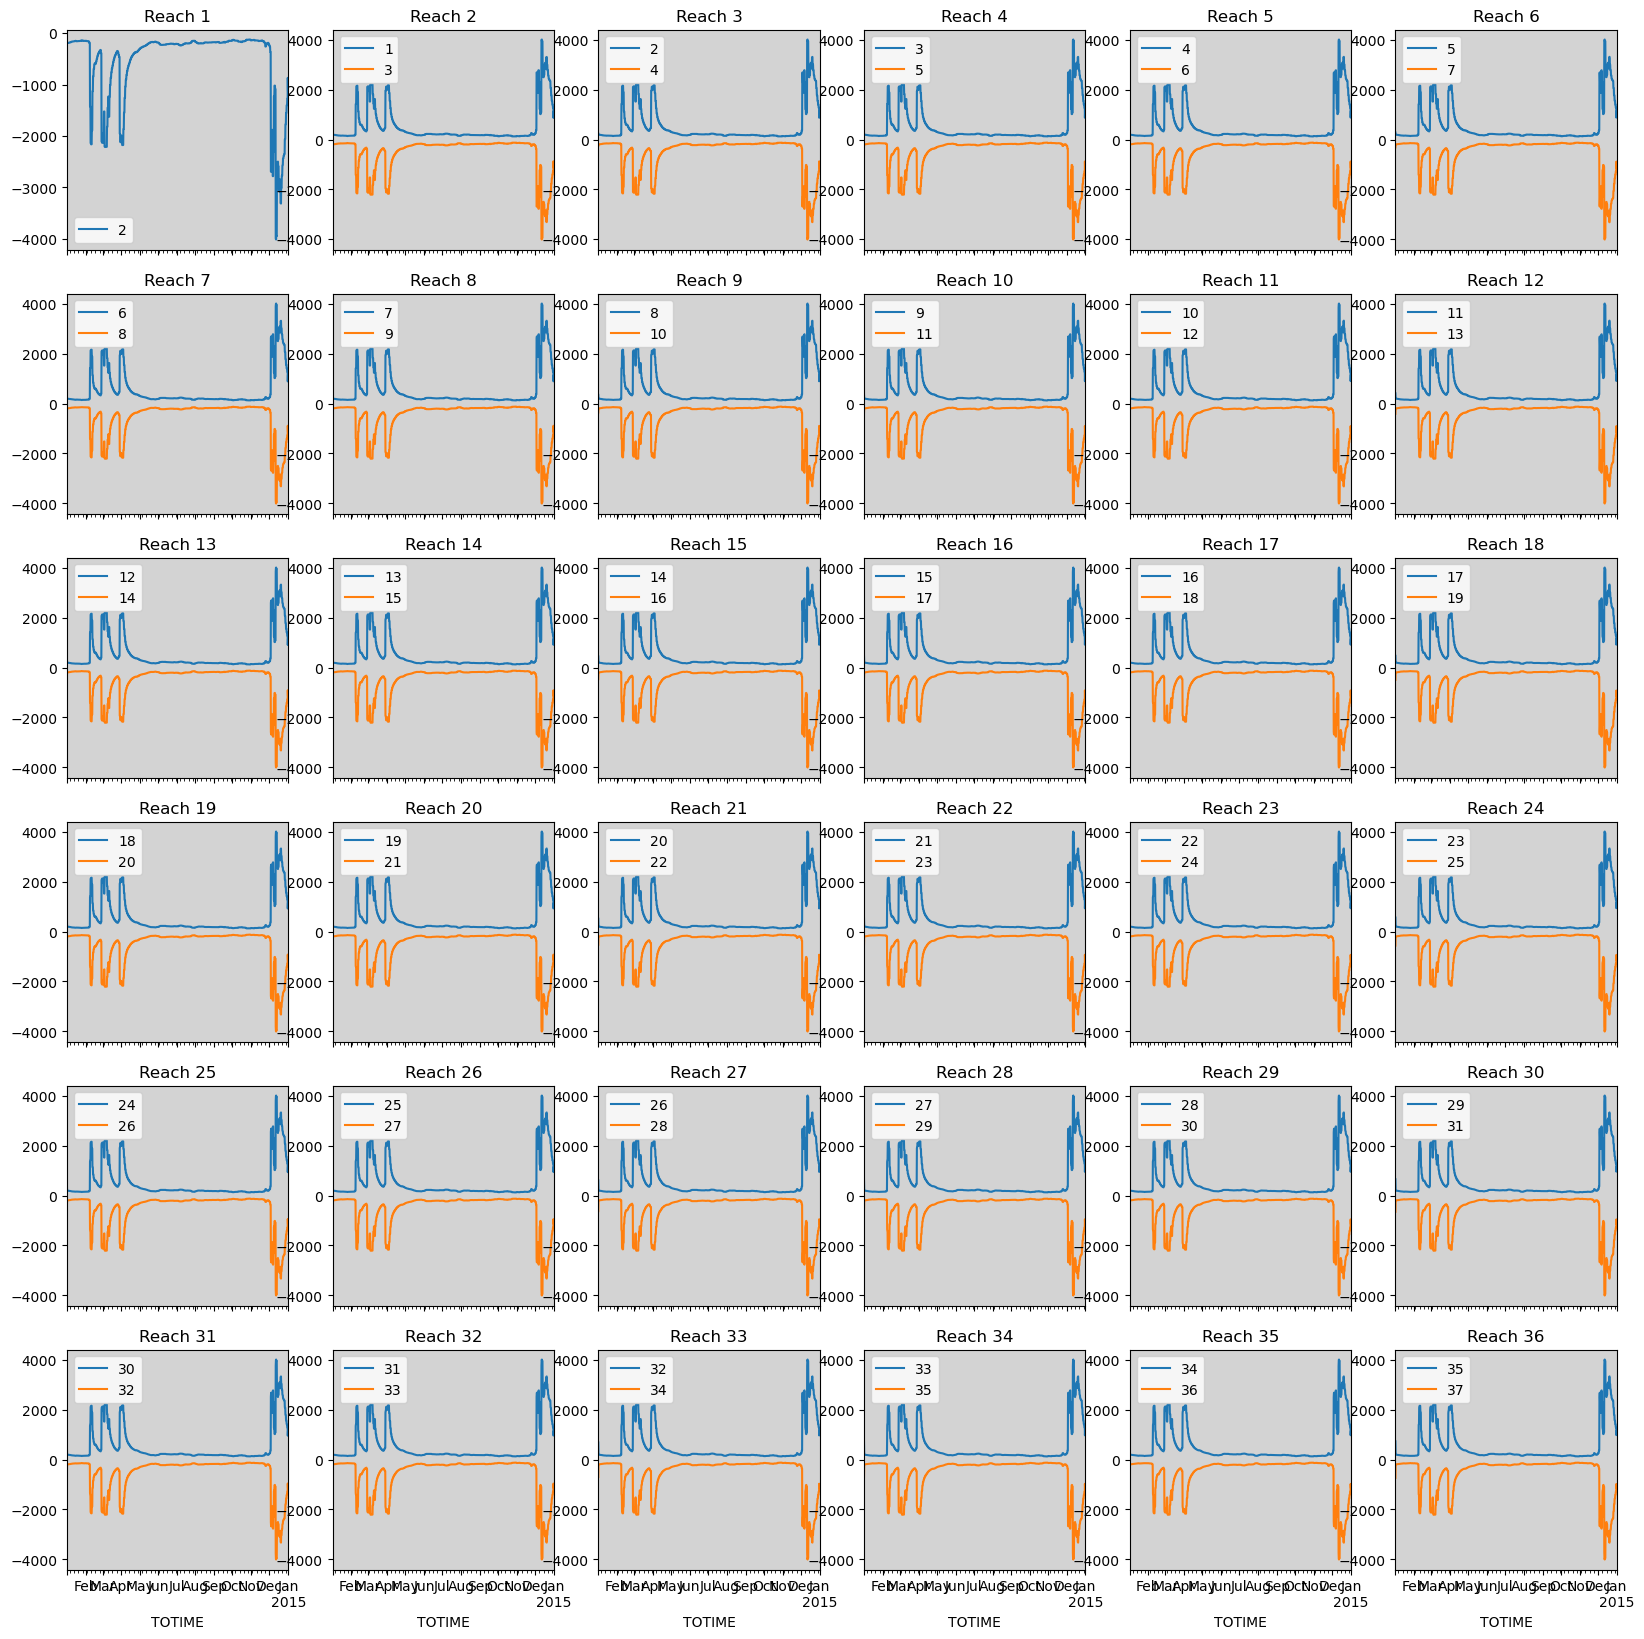 Reach 1 Reach 2 Reach 3 Reach 4 Reach 5 Reach 6
0 4000 4000 4000 4000 4000
1 2 3 4 5
3 4 5 6 7
−1000 2000 2000 2000 2000 2000
−2000 0 0 0 0 0
−3000 −2000 −2000 −2000 −2000 −2000
2
−4000 −4000 −4000 −4000 −4000 −4000
Reach 7 Reach 8 Reach 9 Reach 10 Reach 11 Reach 12
4000 4000 4000 4000 4000 4000
6 7 8 9 10 11
8 9 10 11 12 13
2000 2000 2000 2000 2000 2000
0 0 0 0 0 0
−2000 −2000 −2000 −2000 −2000 −2000
−4000 −4000 −4000 −4000 −4000 −4000
Reach 13 Reach 14 Reach 15 Reach 16 Reach 17 Reach 18
4000 4000 4000 4000 4000 4000
12 13 14 15 16 17
14 15 16 17 18 19
2000 2000 2000 2000 2000 2000
0 0 0 0 0 0
−2000 −2000 −2000 −2000 −2000 −2000
−4000 −4000 −4000 −4000 −4000 −4000
Reach 19 Reach 20 Reach 21 Reach 22 Reach 23 Reach 24
4000 4000 4000 4000 4000 4000
18 19 20 21 22 23
20 21 22 23 24 25
2000 2000 2000 2000 2000 2000
0 0 0 0 0 0
−2000 −2000 −2000 −2000 −2000 −2000
−4000 −4000 −4000 −4000 −4000 −4000
Reach 25 Reach 26 Reach 27 Reach 28 Reach 29 Reach 30
4000 4000 4000 4000 4000 4000
24 25 26 27 28 29
26 27 28 29 30 31
2000 2000 2000 2000 2000 2000
0 0 0 0 0 0
−2000 −2000 −2000 −2000 −2000 −2000
−4000 −4000 −4000 −4000 −4000 −4000
Reach 31 Reach 32 Reach 33 Reach 34 Reach 35 Reach 36
4000 4000 4000 4000 4000 4000
30 31 32 33 34 35
32 33 34 35 36 37
2000 2000 2000 2000 2000 2000
0 0 0 0 0 0
−2000 −2000 −2000 −2000 −2000 −2000
−4000 −4000 −4000 −4000 −4000 −4000
Feb Mar Apr May Jun Jul Aug Sep Oct Nov Dec Jan Feb Mar Apr May Jun Jul Aug Sep Oct Nov Dec Jan Feb Mar Apr May Jun Jul Aug Sep Oct Nov Dec Jan Feb Mar Apr May Jun Jul Aug Sep Oct Nov Dec Jan Feb Mar Apr May Jun Jul Aug Sep Oct Nov Dec Jan Feb Mar Apr May Jun Jul Aug Sep Oct Nov Dec Jan
2015 2015 2015 2015 2015 2015
TOTIME TOTIME TOTIME TOTIME TOTIME TOTIME